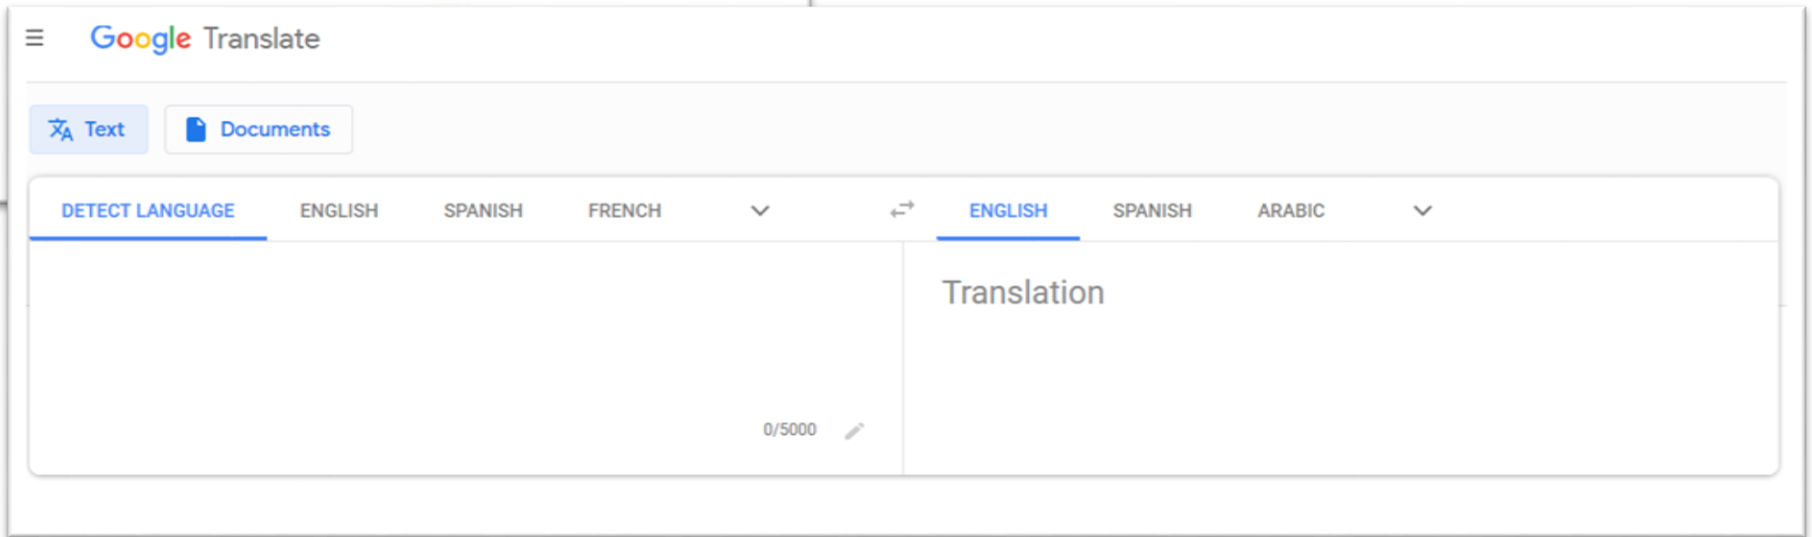 Google Translate
Text Documents
DETECT LANGUAGE ENGLISH SPANISH FRENCH ENGLISH SPANISH ARABIC
Translation
0/5000